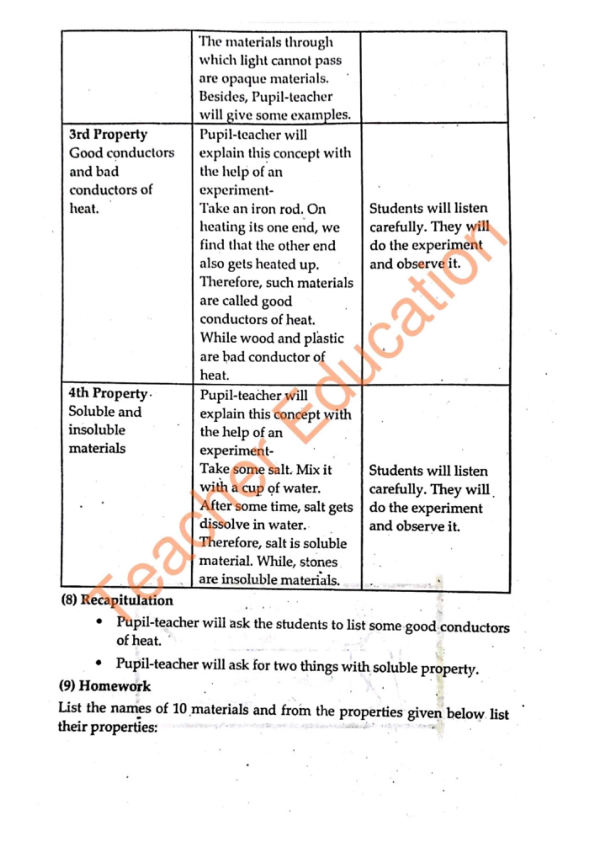 The materials through
which light cannot pass
are opaque materials.
Besides, Pupil-teacher
will give some examples.
3rd Property
Good conductors
and bad
conductors of
heat.
Pupil-teacher will
explain this concept with
the help of an
experiment-
Take an iron rod. On
heating its one end, we
find that the other end
also gets heated up.
Therefore, such materials
are called good
conductors of heat.
While wood and plastic
are bad conductor of
heat.
Students will listen
carefully. They will
do the experiment
and observe it.
4th Property
Soluble and
insoluble
materials
Pupil-teacher will
explain this concept with
the help of an
experiment-
Take some salt. Mix it
with a cup of water.
After some time, salt gets
dissolve in water.
Therefore, salt is soluble
material. While, stones
are insoluble materials.
Students will listen
carefully. They will
do the experiment
and observe it.
(8) Recapitulation
• Pupil-teacher will ask the students to list some good conductors
of heat.
• Pupil-teacher will ask for two things with soluble property.
(9) Homework
List the names of 10 materials and from the properties given below list
their properties:
Teacher Education